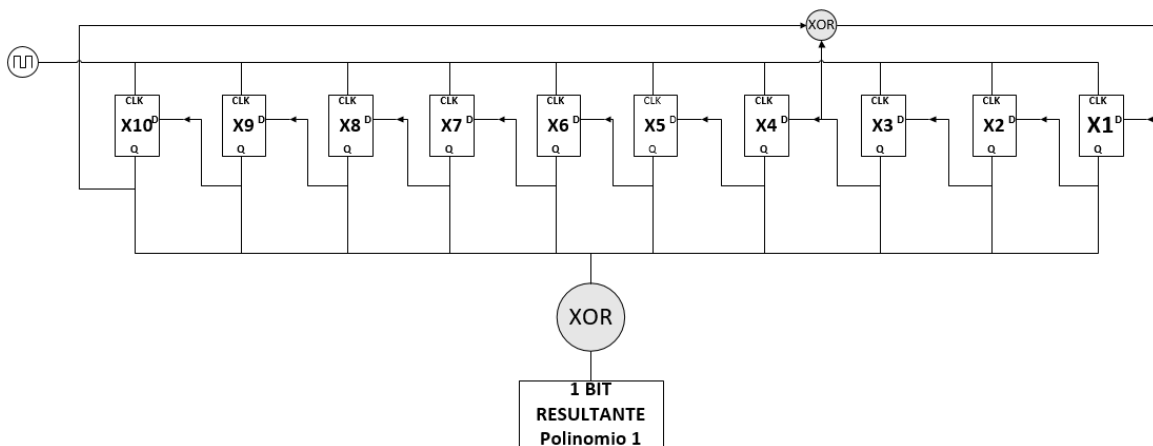 XOR
CLK CLK CLK CLK CLK CLK CLK CLK CLK CLK
X10 D X9 D X8 D X7 D X6 D X5 D X4 D X3 D X2 D X1 D
Q Q Q Q Q Q Q Q Q Q
XOR
1 BIT
RESULTANTE
Polinomio 1